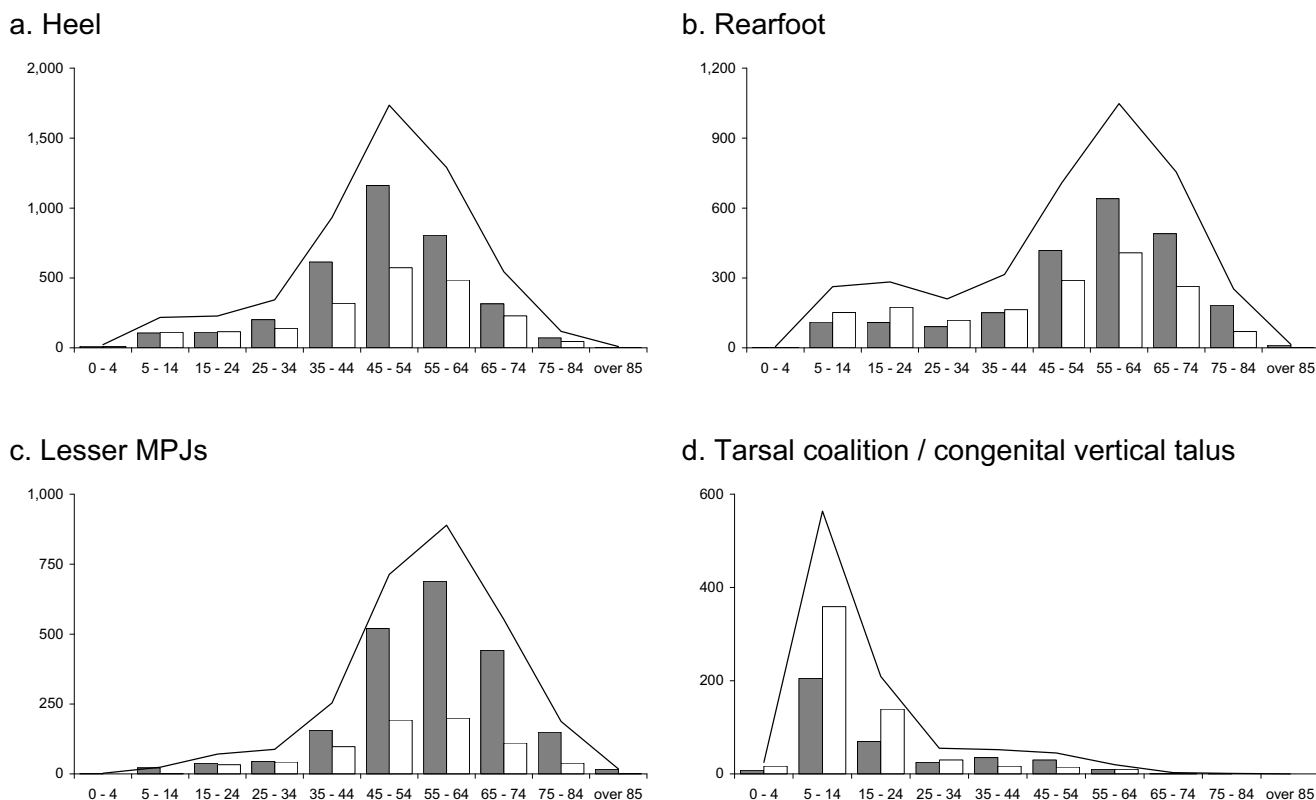 a. Heel
2,000
1,500
1,000
500
0
0 - 4 5 - 14 15 - 24 25 - 34 35 - 44 45 - 54 55 - 64 65 - 74 75 - 84 over 85
b. Rearfoot
1,200
900
600
300
0
0 - 4 5 - 14 15 - 24 25 - 34 35 - 44 45 - 54 55 - 64 65 - 74 75 - 84 over 85
c. Lesser MPJs
1,000
750
500
250
0
0 - 4 5 - 14 15 - 24 25 - 34 35 - 44 45 - 54 55 - 64 65 - 74 75 - 84 over 85
d. Tarsal coalition / congenital vertical talus
600
400
200
0
0 - 4 5 - 14 15 - 24 25 - 34 35 - 44 45 - 54 55 - 64 65 - 74 75 - 84 over 85